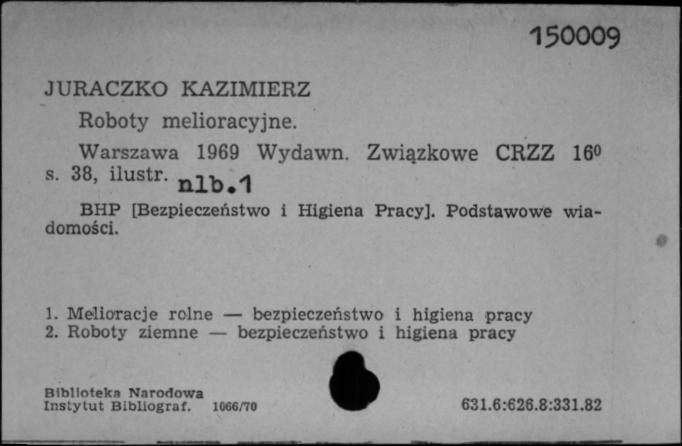 150009
JURACZKO KAZIMIERZ
Roboty melioracyjne.
Warszawa 1969 Wydawn. Związkowe CRZZ 16⁰
s. 38, ilustr. nlb.1
BHP [Bezpieczeństwo i Higiena Pracy]. Podstawowe wia-
domości.
1. Melioracje rolne — bezpieczeństwo i higiena pracy
2. Roboty ziemne — bezpieczeństwo i higiena pracy
Biblioteka Narodowa
Instytut Bibliograf. 1066/70 631.6:626.8:331.82